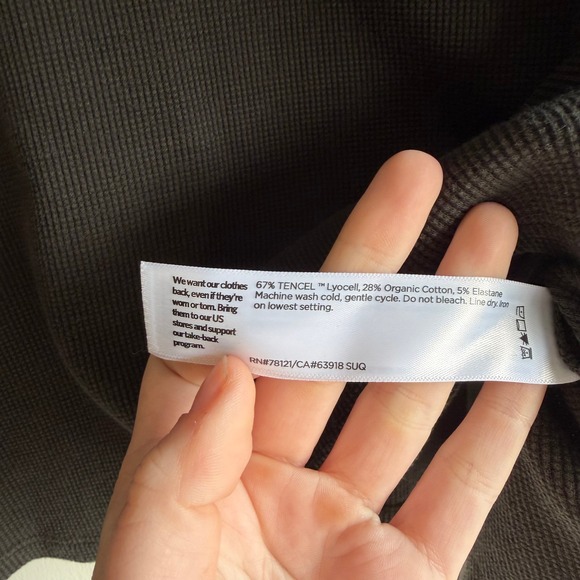 We want our clothes
back, even if they're
worn or torn. Bring
them to our US
stores and support
our take-back
program.
67% TENCEL ™ Lyocell, 28% Organic Cotton, 5% Elastane
Machine wash cold, gentle cycle. Do not bleach. Line dry. Iron
on lowest setting.
RN#78121/CA#63918 SUQ